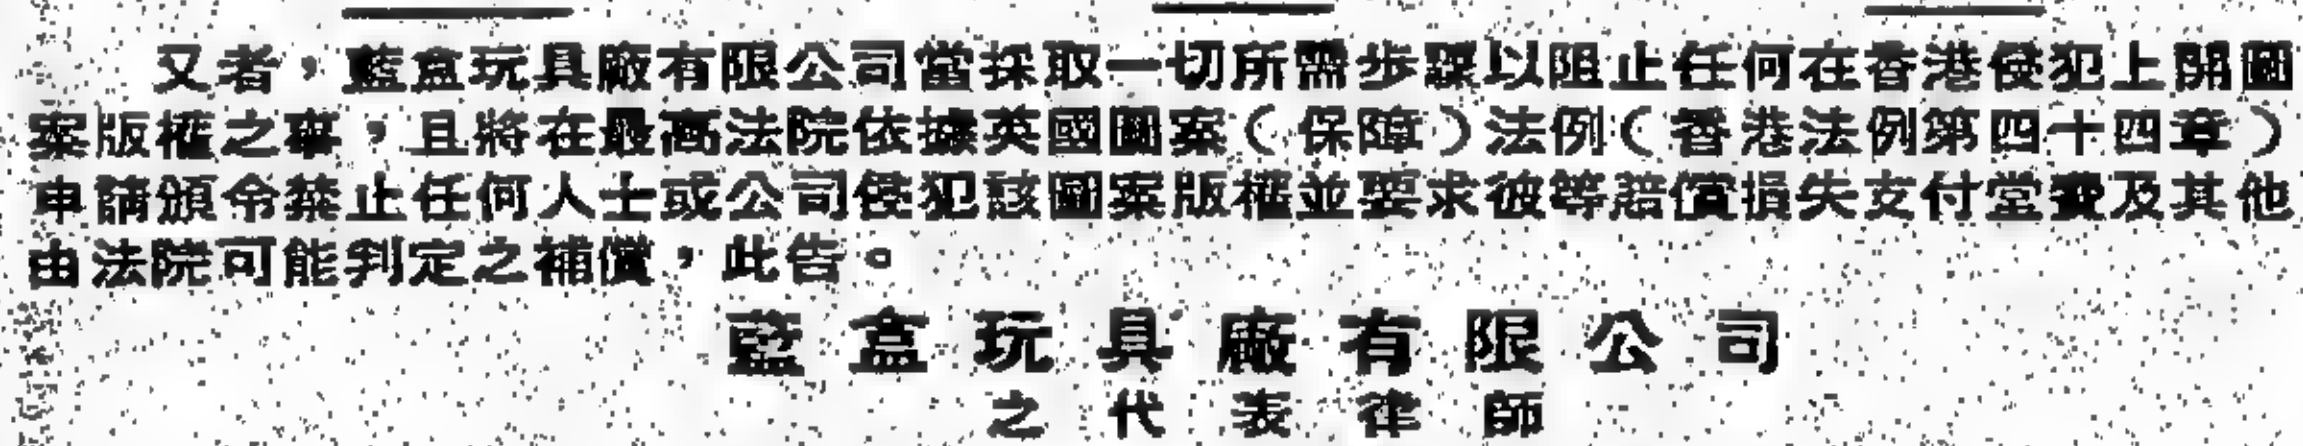 又者，藍盒玩具廠有限公司當採取一切所需步驟以阻止任何在香港侵犯上開圖
案版權之事，且將在最高法院依據英國圖案（保障）法例（香港法例第四十四章）
申請頒令禁止任何人士或公司侵犯該圖案版權並要求彼等賠償損失支付堂費及其他
由法院可能判定之補償，此告。
藍盒玩具廠有限公司
之代表律師